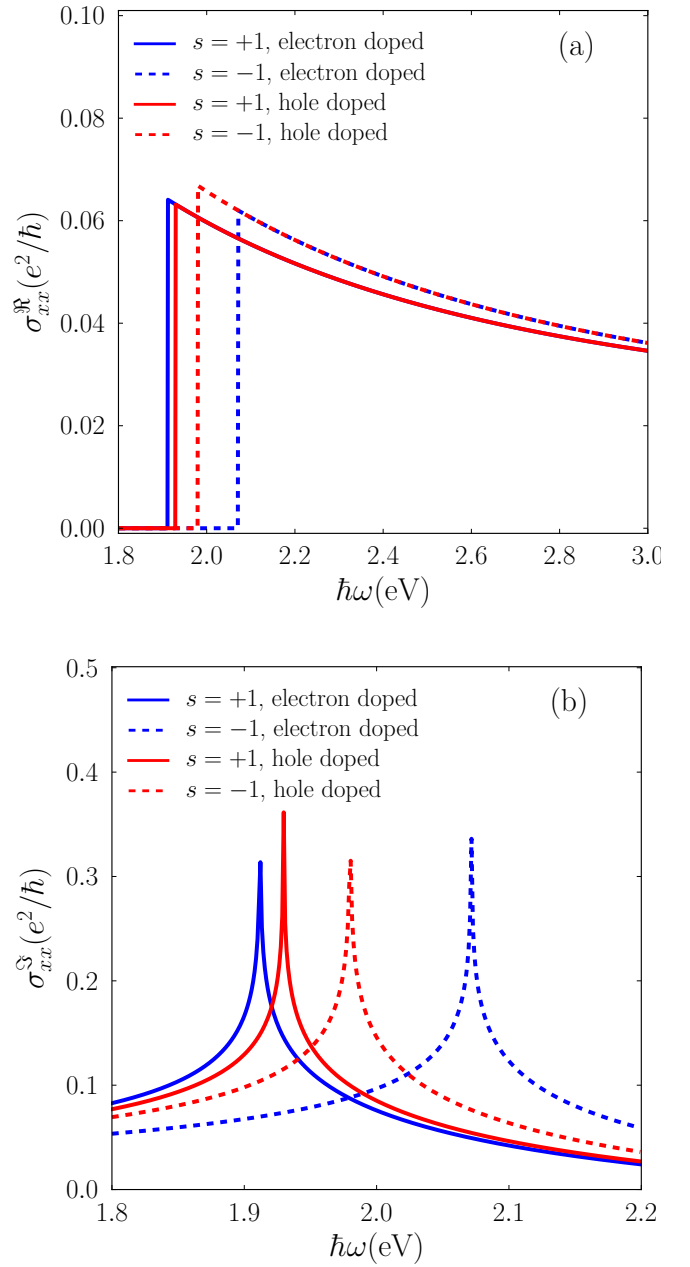 0.10
0.08
0.06
0.04
0.02
0.00
σ_xx^ℜ(e²/ħ)
s = +1, electron doped
s = −1, electron doped
s = +1, hole doped
s = −1, hole doped
(a)
1.8 2.0 2.2 2.4 2.6 2.8 3.0
ħω(eV)
0.5
0.4
0.3
0.2
0.1
0.0
σ_xx^ℑ(e²/ħ)
s = +1, electron doped
s = −1, electron doped
s = +1, hole doped
s = −1, hole doped
(b)
1.8 1.9 2.0 2.1 2.2
ħω(eV)